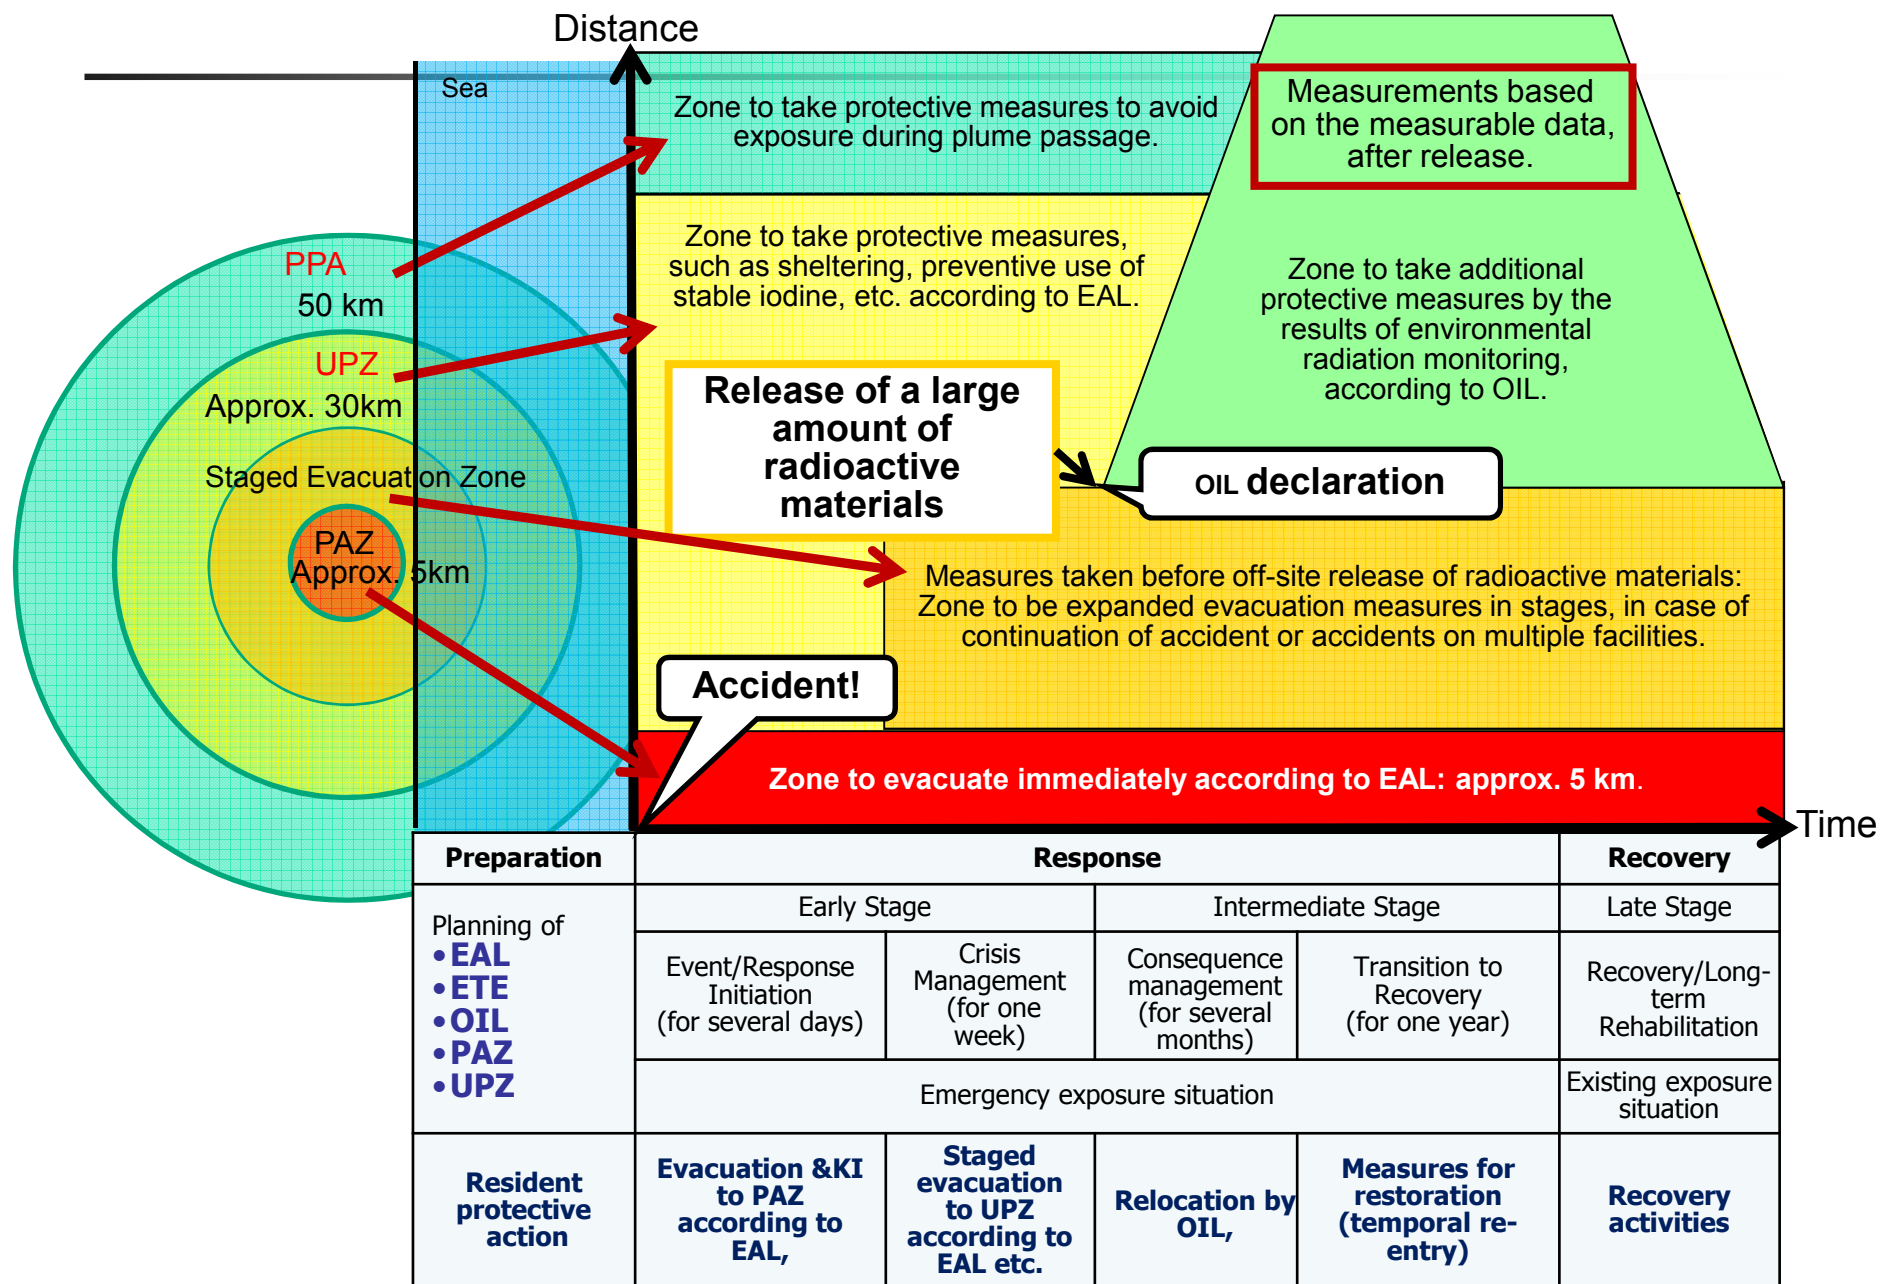 Distance
Sea
Zone to take protective measures to avoid
exposure during plume passage.
Measurements based
on the measurable data,
after release.
PPA
50 km
Zone to take protective measures,
such as sheltering, preventive use of
stable iodine, etc. according to EAL.
Zone to take additional
protective measures by the
results of environmental
radiation monitoring,
according to OIL.
UPZ
Approx. 30km
Release of a large
amount of
radioactive
materials
OIL declaration
Staged Evacuation Zone
PAZ
Approx. 5km
Measures taken before off-site release of radioactive materials:
Zone to be expanded evacuation measures in stages, in case of
continuation of accident or accidents on multiple facilities.
Accident!
Zone to evacuate immediately according to EAL: approx. 5 km.
Time
Preparation
Response
Recovery
Planning of
•EAL
•ETE
•OIL
•PAZ
•UPZ
Early Stage
Intermediate Stage
Late Stage
Event/Response
Initiation
(for several days)
Crisis
Management
(for one
week)
Consequence
management
(for several
months)
Transition to
Recovery
(for one year)
Recovery/Long-
term
Rehabilitation
Emergency exposure situation
Existing exposure
situation
Resident
protective
action
Evacuation &KI
to PAZ
according to
EAL,
Staged
evacuation
to UPZ
according to
EAL etc.
Relocation by
OIL,
Measures for
restoration
(temporal re-
entry)
Recovery
activities